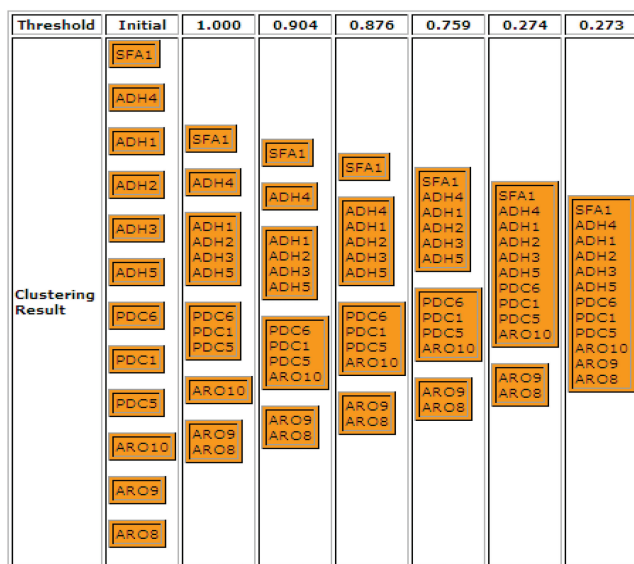 Threshold Initial 1.000 0.904 0.876 0.759 0.274 0.273
Clustering
Result
SFA1
ADH4
ADH1
ADH2
ADH3
ADH5
PDC6
PDC1
PDC5
ARO10
ARO9
ARO8
SFA1
ADH4
ADH1
ADH2
ADH3
ADH5
PDC6
PDC1
PDC5
ARO10
ARO9
ARO8
SFA1
ADH4
ADH1
ADH2
ADH3
ADH5
PDC6
PDC1
PDC5
ARO10
ARO9
ARO8
SFA1
ADH4
ADH1
ADH2
ADH3
ADH5
PDC6
PDC1
PDC5
ARO10
ARO9
ARO8
SFA1
ADH4
ADH1
ADH2
ADH3
ADH5
PDC6
PDC1
PDC5
ARO10
ARO9
ARO8
SFA1
ADH4
ADH1
ADH2
ADH3
ADH5
PDC6
PDC1
PDC5
ARO10
ARO9
ARO8
SFA1
ADH4
ADH1
ADH2
ADH3
ADH5
PDC6
PDC1
PDC5
ARO10
ARO9
ARO8